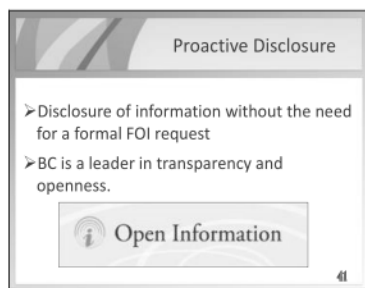 Proactive Disclosure
➢Disclosure of information without the need
for a formal FOI request
➢BC is a leader in transparency and
openness.
i Open Information
41